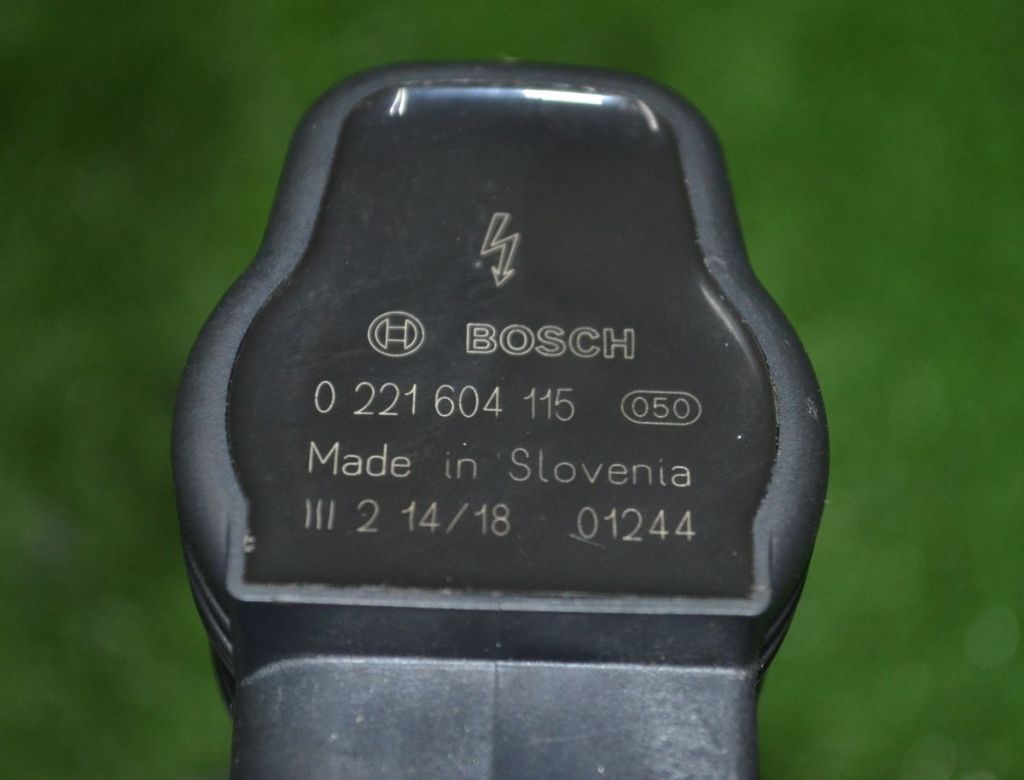 BOSCH
0 221 604 115 050
Made in Slovenia
III 2 14/18 01244